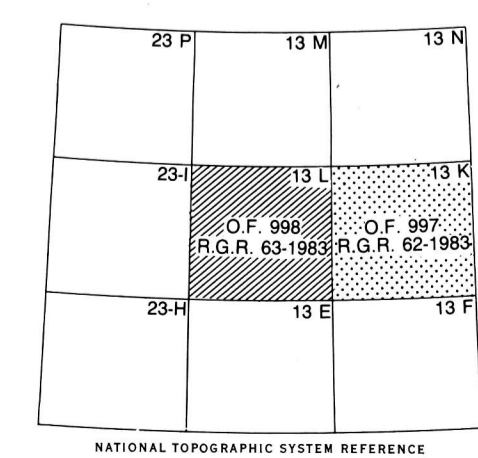 23 P 13 M 13 N
23-I 13 L 13 K
O.F. 998 O.F. 997
R.G.R. 63-1983 R.G.R. 62-1983
23-H 13 E 13 F
NATIONAL TOPOGRAPHIC SYSTEM REFERENCE